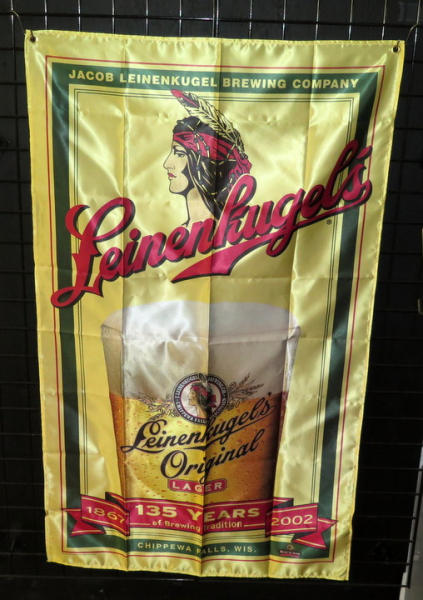 JACOB LEINENKUGEL BREWING COMPANY
Leinenkugel's
Leinenkugel's
Original
LAGER
1867 135 YEARS 2002
of Brewing Tradition
CHIPPEWA FALLS, WIS.